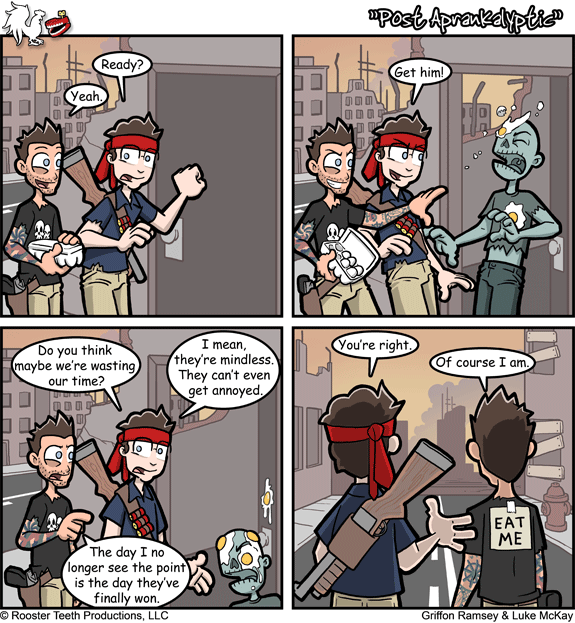 "Post Aprankalyptic"
Ready?
Yeah.
Get him!
Do you think
maybe we're wasting
our time?
I mean,
they're mindless.
They can't even
get annoyed.
The day I no
longer see the point
is the day they've
finally won.
You're right.
Of course I am.
EAT
ME
© Rooster Teeth Productions, LLC
Griffon Ramsey & Luke McKay